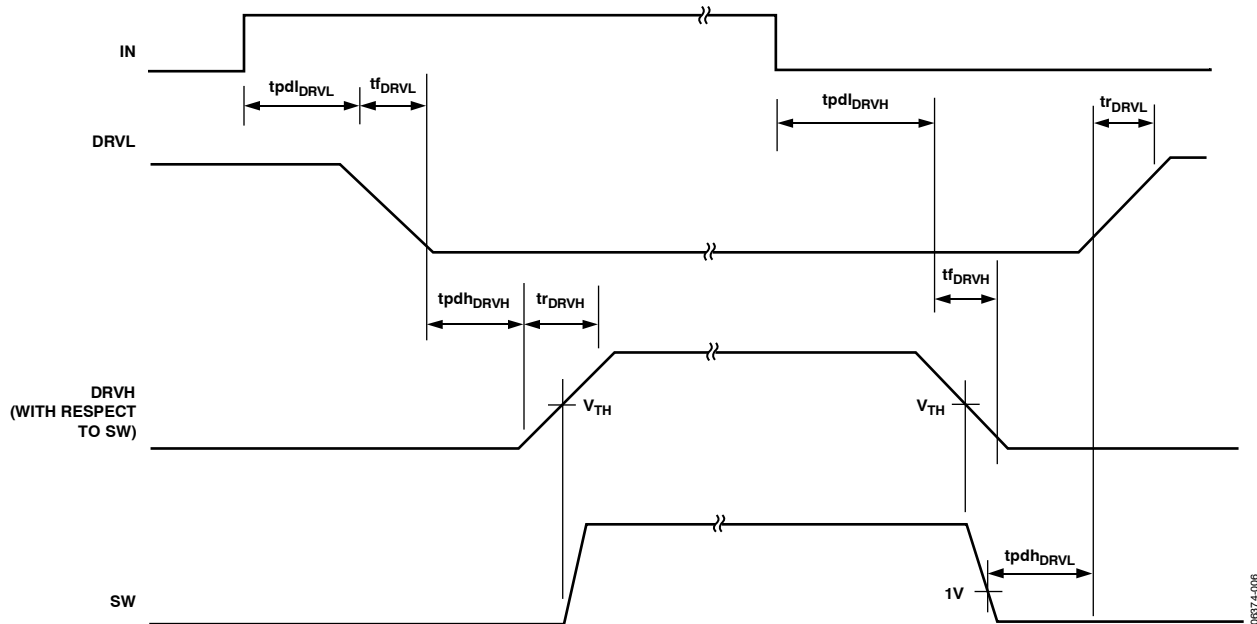 IN
tpdlDRVL
tfDRVL
tpdlDRVH
trDRVL
DRVL
tpdhDRVH
trDRVH
tfDRVH
DRVH
(WITH RESPECT
TO SW)
VTH
VTH
tpdhDRVL
1V
SW
06374-006